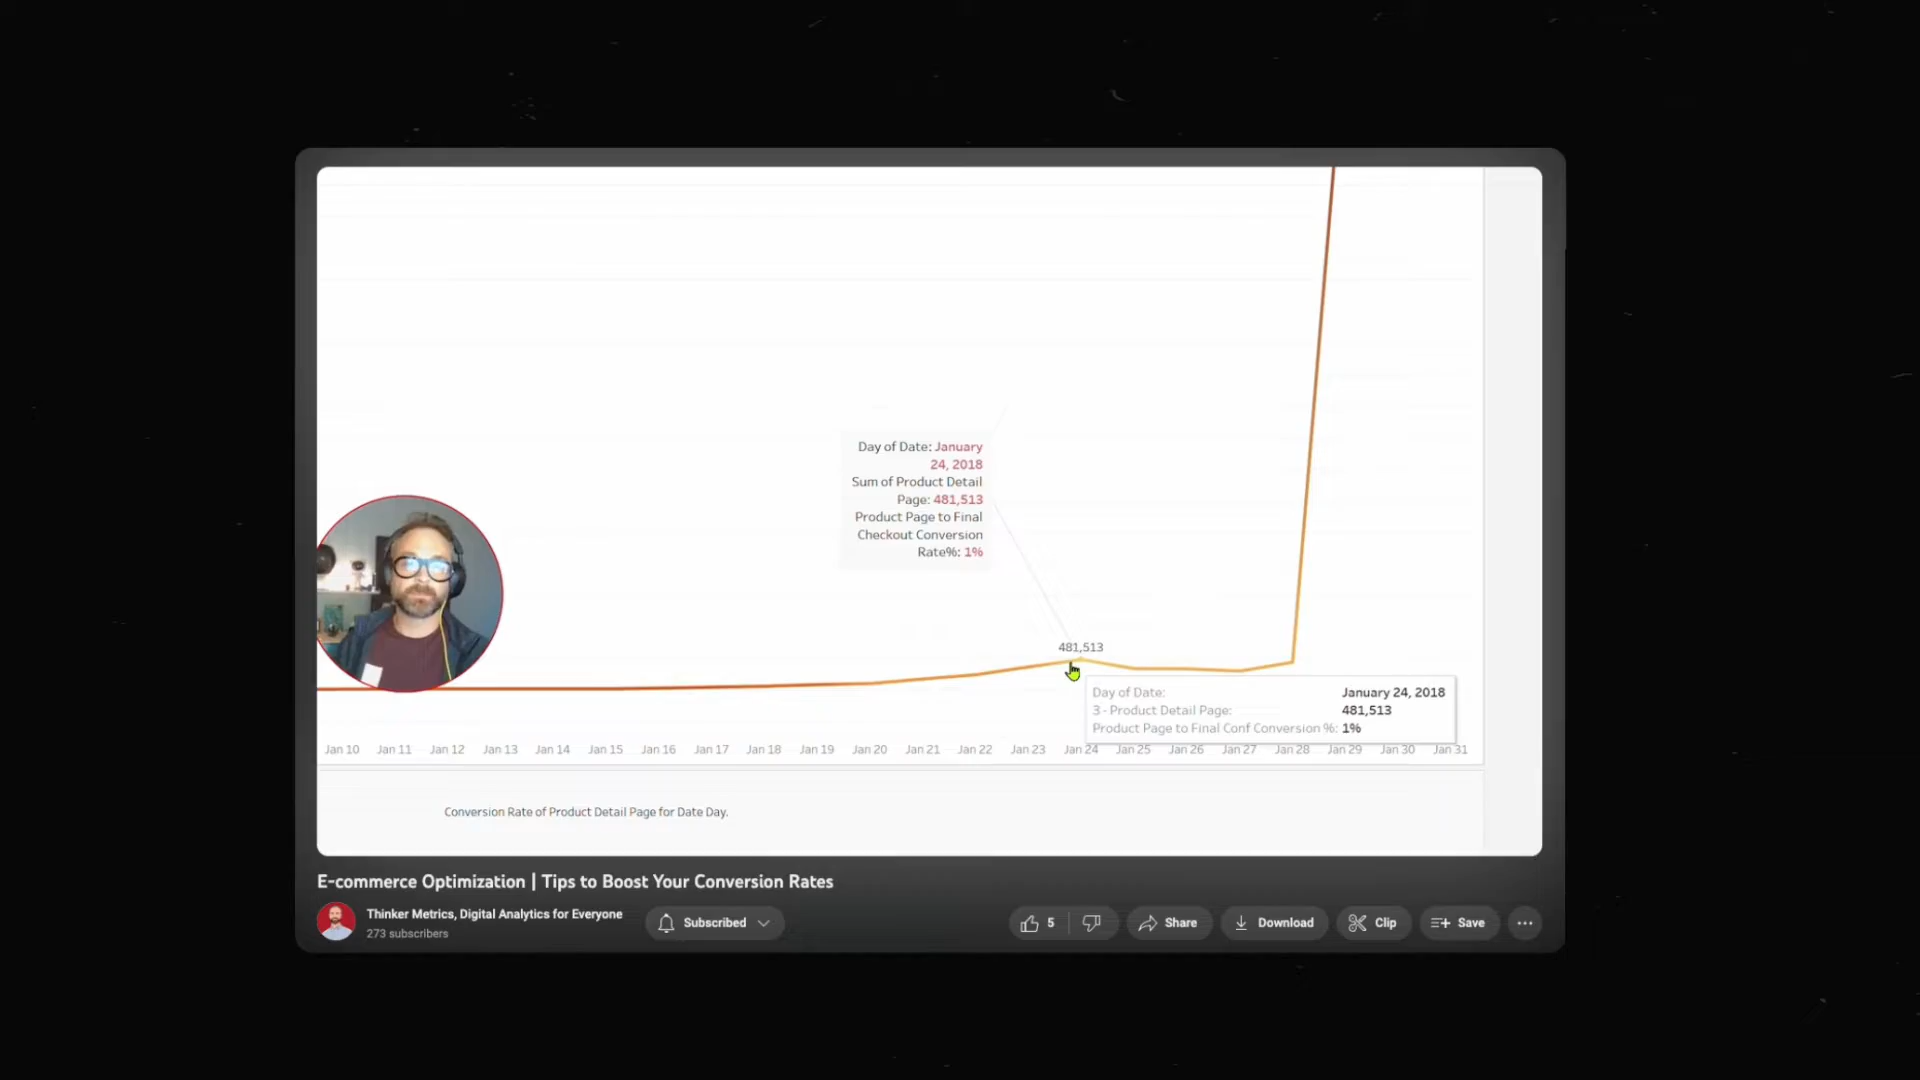 Day of Date: January
24, 2018
Sum of Product Detail
Page: 481,513
Product Page to Final
Checkout Conversion
Rate%: 1%
481,513
Day of Date: January 24, 2018
3 - Product Detail Page: 481,513
Product Page to Final Conf Conversion %: 1%
Jan 10 Jan 11 Jan 12 Jan 13 Jan 14 Jan 15 Jan 16 Jan 17 Jan 18 Jan 19 Jan 20 Jan 21 Jan 22 Jan 23 Jan 24 Jan 25 Jan 26 Jan 27 Jan 28 Jan 29 Jan 30 Jan 31
Conversion Rate of Product Detail Page for Date Day.
E-commerce Optimization | Tips to Boost Your Conversion Rates
Thinker Metrics, Digital Analytics for Everyone
273 subscribers
Subscribed
5
Share
Download
Clip
Save